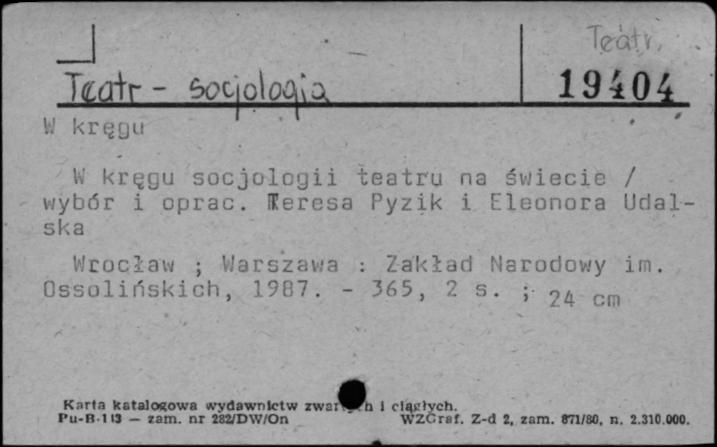 Teatr
Teatr - socjologia
19404
W kręgu
W kręgu socjologii teatru na świecie /
wybór i oprac. Teresa Pyzik i Eleonora Udal-
ska
Wrocław ; Warszawa : Zakład Narodowy im.
Ossolińskich, 1987. - 365, 2 s. ; 24 cm
Karta katalogowa wydawnictw zwartych i ciągłych.
Pu-B-113 — zam. nr 282/DW/On
WZGraf. Z-d 2, zam. 871/80, n. 2.310.000.